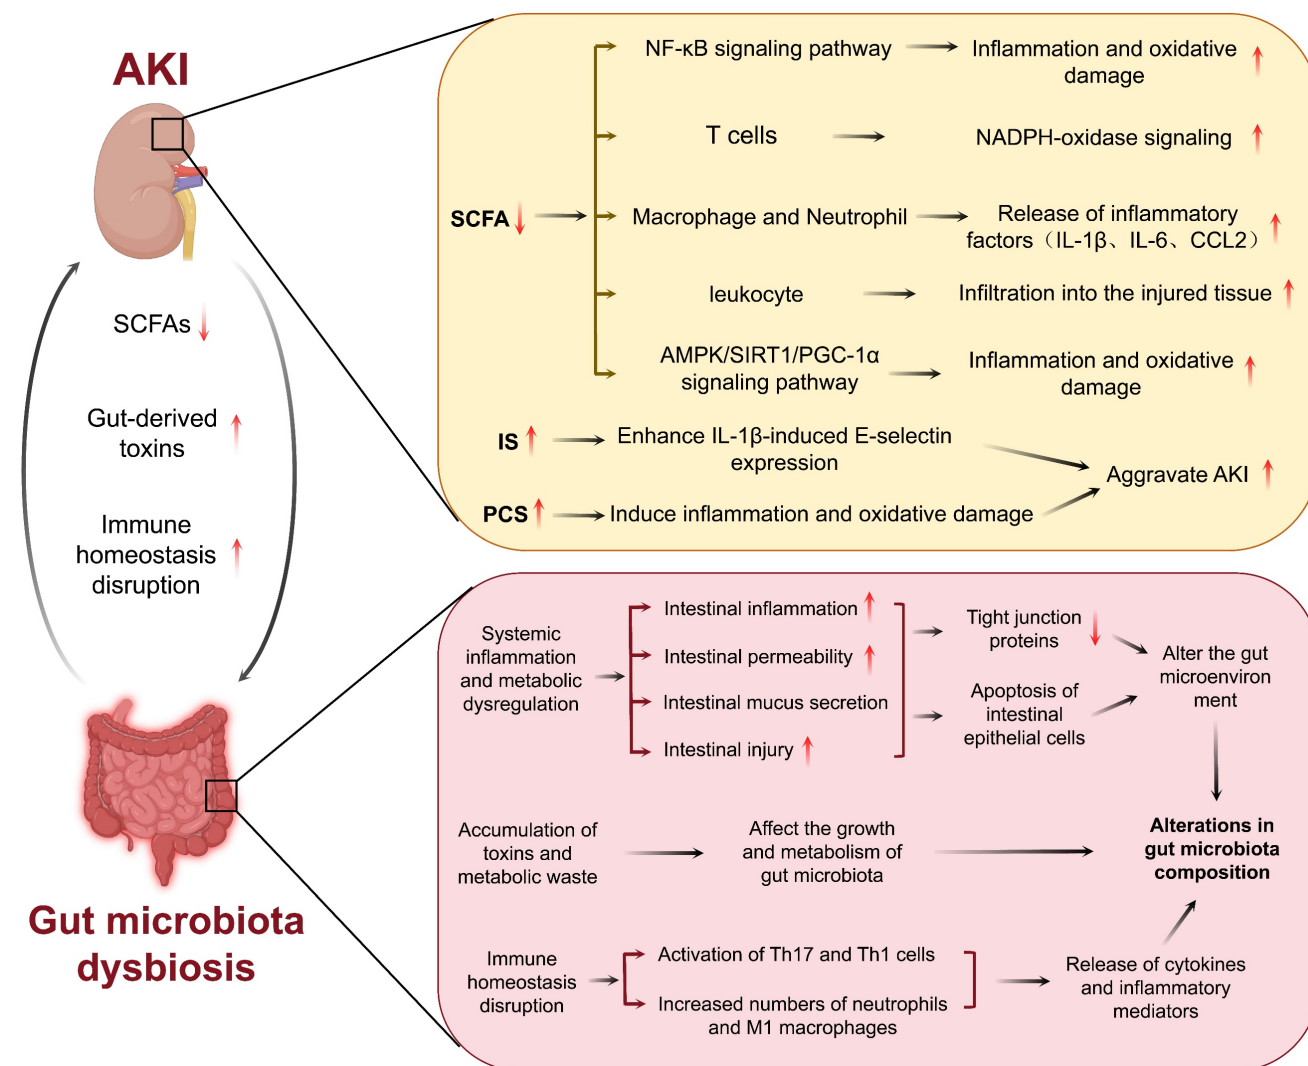 AKI
SCFAs
Gut-derived
toxins
Immune
homeostasis
disruption
Gut microbiota
dysbiosis
SCFA
NF-κB signaling pathway
Inflammation and oxidative
damage
T cells
NADPH-oxidase signaling
Macrophage and Neutrophil
Release of inflammatory
factors（IL-1β、IL-6、CCL2）
leukocyte
Infiltration into the injured tissue
AMPK/SIRT1/PGC-1α
signaling pathway
Inflammation and oxidative
damage
IS
Enhance IL-1β-induced E-selectin
expression
PCS
Induce inflammation and oxidative damage
Aggravate AKI
Systemic
inflammation
and metabolic
dysregulation
Intestinal inflammation
Intestinal permeability
Intestinal mucus secretion
Intestinal injury
Tight junction
proteins
Apoptosis of
intestinal
epithelial cells
Alter the gut
microenviron
ment
Accumulation of
toxins and
metabolic waste
Affect the growth
and metabolism of
gut microbiota
Alterations in
gut microbiota
composition
Immune
homeostasis
disruption
Activation of Th17 and Th1 cells
Increased numbers of neutrophils
and M1 macrophages
Release of cytokines
and inflammatory
mediators